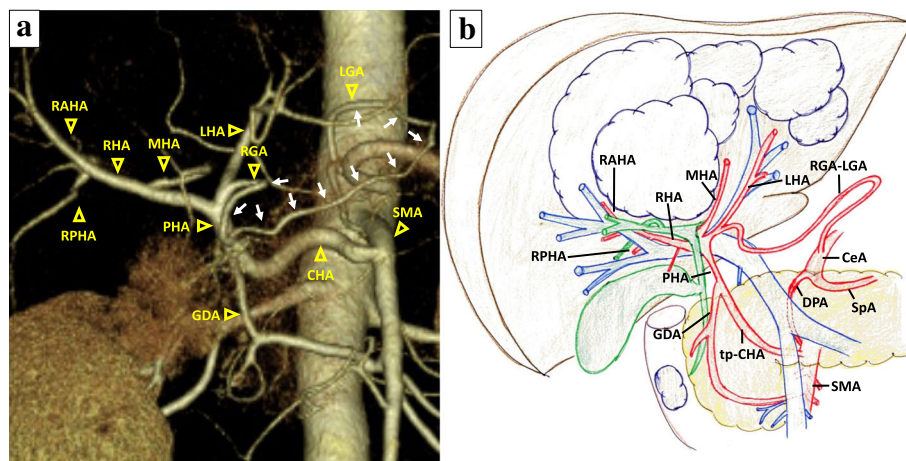 a
LGA
RAHA
RHA
MHA
LHA
RGA
SMA
PHA
RPHA
CHA
GDA
b
RAHA
MHA
RGA-LGA
RHA
LHA
RPHA
CeA
PHA
DPA
SpA
GDA
tp-CHA
SMA